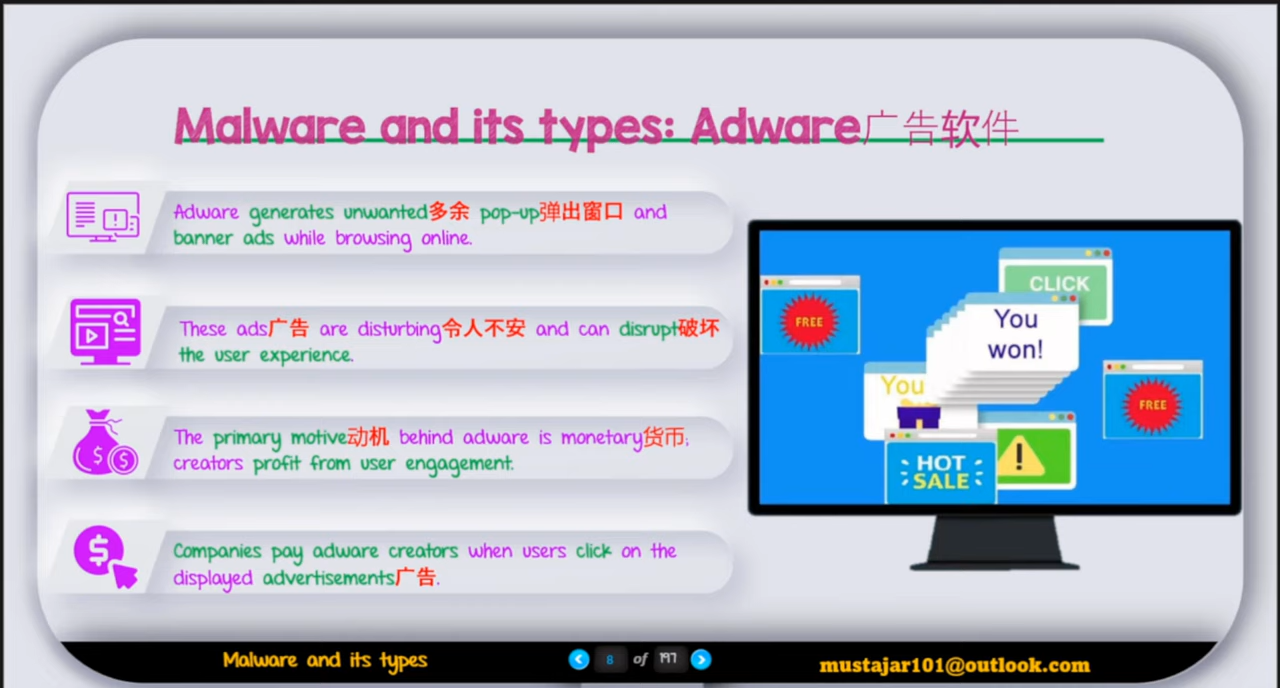 Malware and its types: Adware广告软件
Adware generates unwanted多余 pop-up弹出窗口 and
banner ads while browsing online.
These ads广告 are disturbing令人不安 and can disrupt破坏
the user experience.
The primary motive动机 behind adware is monetary货币;
creators profit from user engagement.
Companies pay adware creators when users click on the
displayed advertisements广告.
CLICK
FREE
You
won!
You
FREE
HOT
SALE
Malware and its types
8 of 197
mustajar101@outlook.com